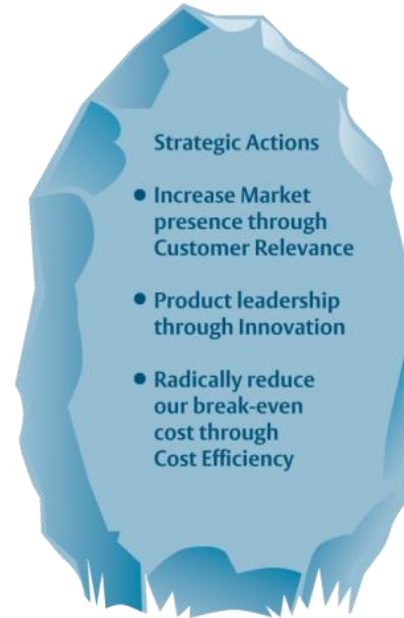 Strategic Actions
● Increase Market
presence through
Customer Relevance
● Product leadership
through Innovation
● Radically reduce
our break-even
cost through
Cost Efficiency